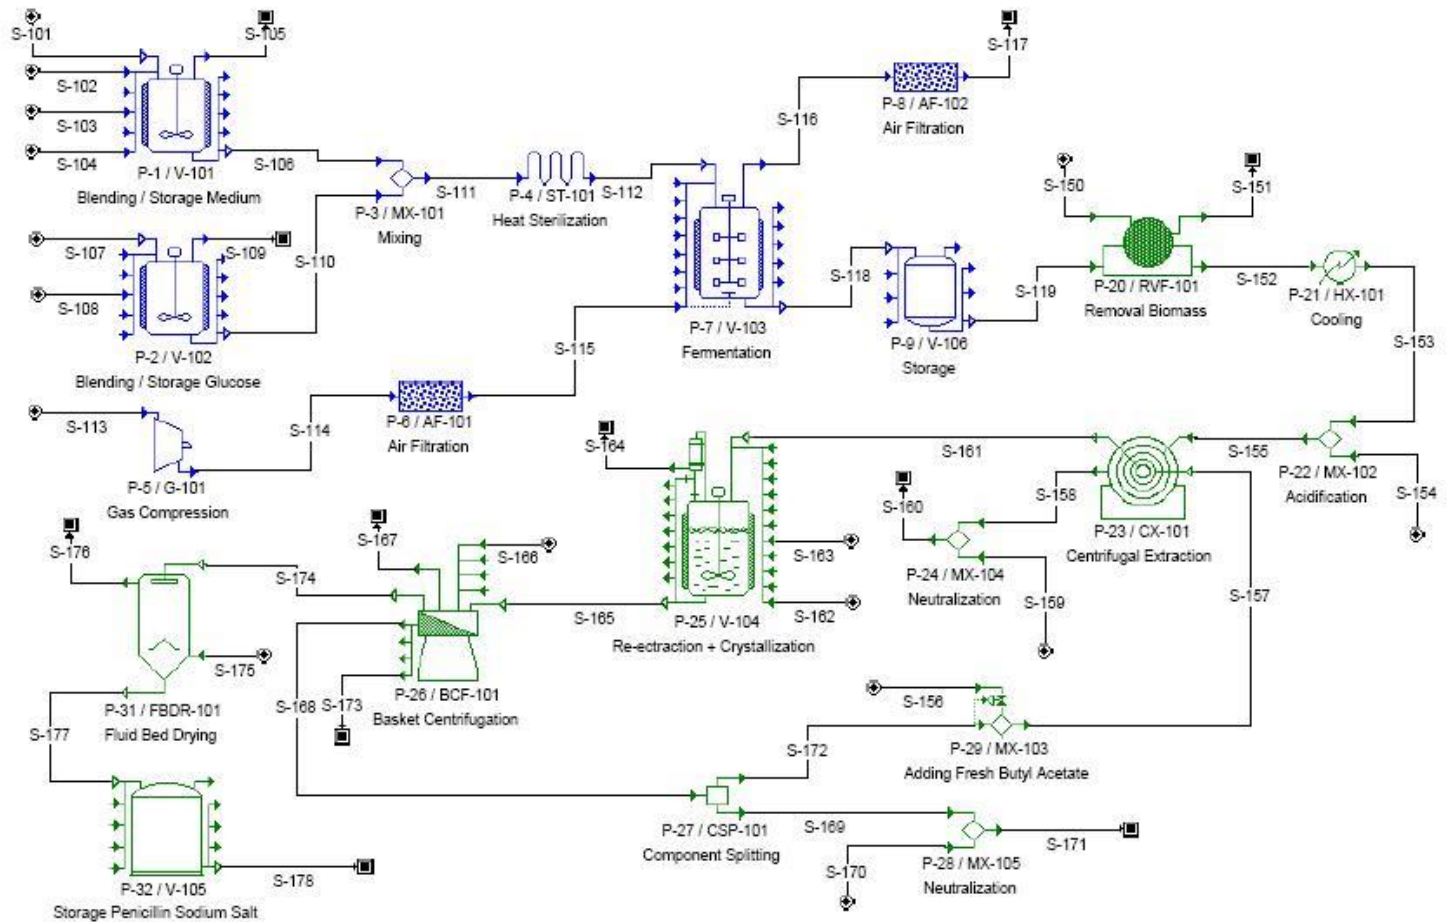 S-101
S-105
S-117
S-102
S-103
S-116
P-8 / AF-102
Air Filtration
S-104
S-106
P-1 / V-101
Blending / Storage Medium
S-111
P-4 / ST-101
Heat Sterilization
S-112
S-150
S-151
P-3 / MX-101
Mixing
S-107
S-109
S-110
S-108
S-118
S-119
P-20 / RVF-101
Removal Biomass
S-152
P-21 / HX-101
Cooling
P-2 / V-102
Blending / Storage Glucose
S-115
P-7 / V-103
Fermentation
P-9 / V-106
Storage
S-153
S-113
S-114
P-6 / AF-101
Air Filtration
S-164
S-161
S-155
P-22 / MX-102
Acidification
S-154
P-5 / G-101
Gas Compression
S-160
S-158
P-23 / CX-101
Centrifugal Extraction
S-176
S-167
S-166
S-163
P-24 / MX-104
Neutralization
S-159
S-157
S-174
S-165
S-162
P-25 / V-104
Re-ectraction + Crystallization
S-175
P-26 / BCF-101
Basket Centrifugation
S-168
S-173
P-31 / FBDR-101
Fluid Bed Drying
S-177
S-156
S-172
P-29 / MX-103
Adding Fresh Butyl Acetate
P-27 / CSP-101
Component Splitting
S-169
S-171
S-170
P-28 / MX-105
Neutralization
P-32 / V-105
Storage Penicillin Sodium Salt
S-178